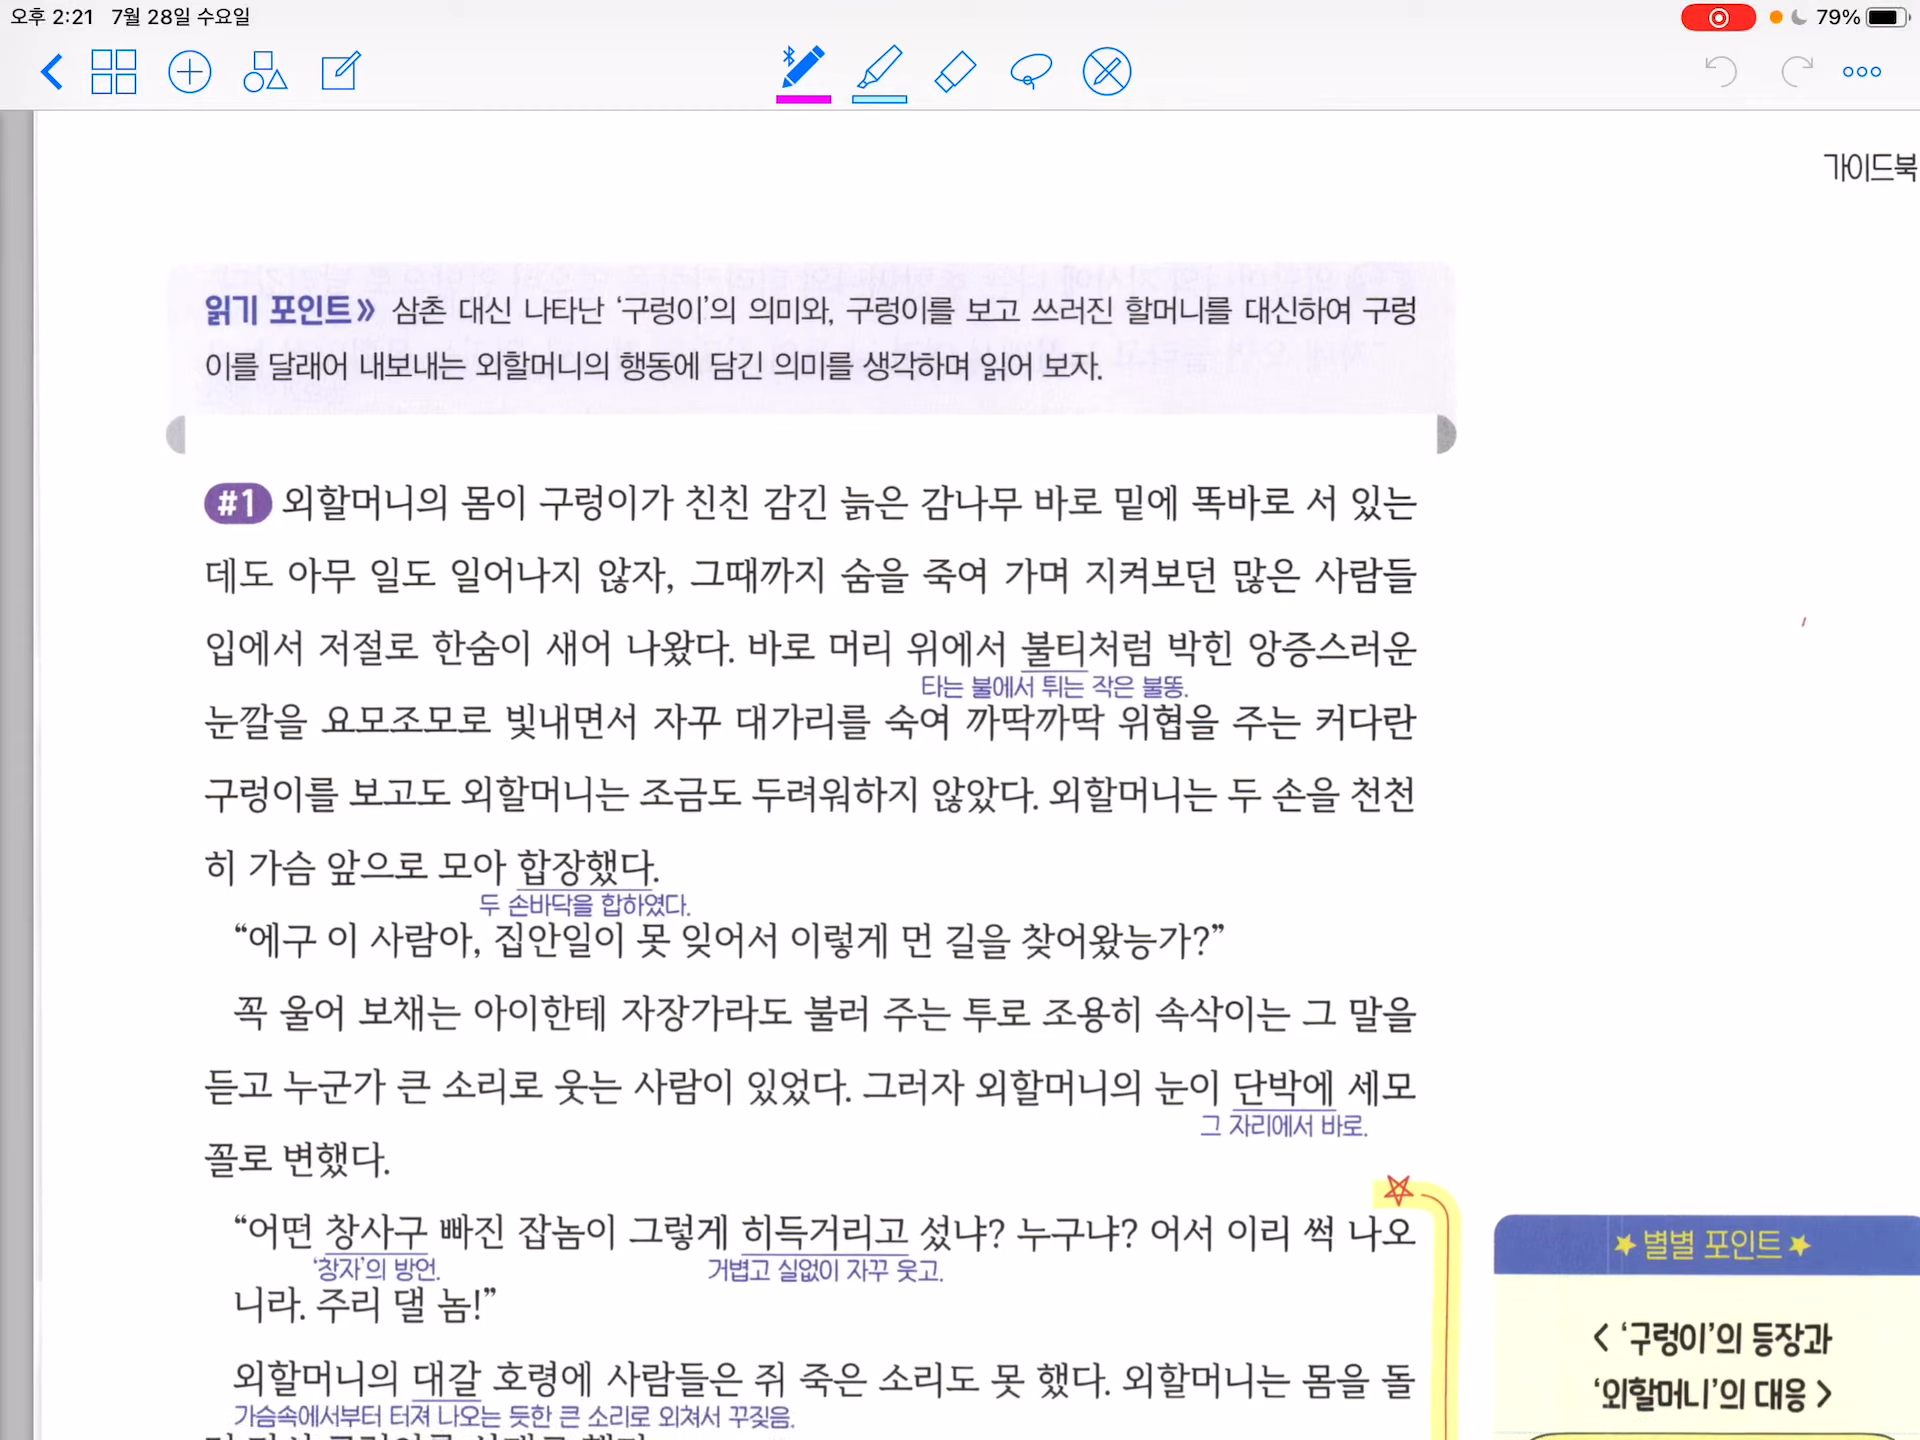 오후 2:21 7월 28일 수요일
79%
가이드북
읽기 포인트» 삼촌 대신 나타난 ‘구렁이’의 의미와, 구렁이를 보고 쓰러진 할머니를 대신하여 구렁
이를 달래어 내보내는 외할머니의 행동에 담긴 의미를 생각하며 읽어 보자.
#1 외할머니의 몸이 구렁이가 친친 감긴 늙은 감나무 바로 밑에 똑바로 서 있는
데도 아무 일도 일어나지 않자, 그때까지 숨을 죽여 가며 지켜보던 많은 사람들
입에서 저절로 한숨이 새어 나왔다. 바로 머리 위에서 불티처럼 박힌 앙증스러운
타는 불에서 튀는 작은 불똥.
눈깔을 요모조모로 빛내면서 자꾸 대가리를 숙여 까딱까딱 위협을 주는 커다란
구렁이를 보고도 외할머니는 조금도 두려워하지 않았다. 외할머니는 두 손을 천천
히 가슴 앞으로 모아 합장했다.
두 손바닥을 합하였다.
“에구 이 사람아, 집안일이 못 잊어서 이렇게 먼 길을 찾어왔능가?”
꼭 울어 보채는 아이한테 자장가라도 불러 주는 투로 조용히 속삭이는 그 말을
듣고 누군가 큰 소리로 웃는 사람이 있었다. 그러자 외할머니의 눈이 단박에 세모
그 자리에서 바로.
꼴로 변했다.
“어떤 창사구 빠진 잡놈이 그렇게 히득거리고 섰냐? 누구냐? 어서 이리 썩 나오
‘창자’의 방언.
거볍고 실없이 자꾸 웃고.
니라. 주리 댈 놈!”
외할머니의 대갈 호령에 사람들은 쥐 죽은 소리도 못 했다. 외할머니는 몸을 돌
가슴속에서부터 터져 나오는 듯한 큰 소리로 외쳐서 꾸짖음.
★ 별별 포인트 ★
< ‘구렁이’의 등장과
‘외할머니’의 대응 >